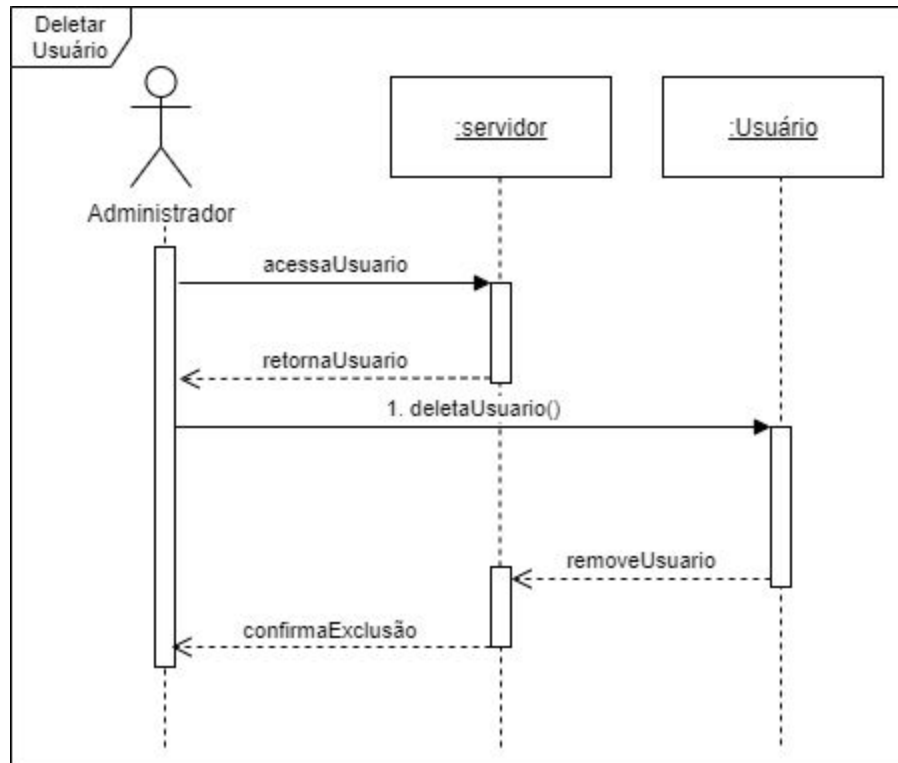 Deletar
Usuário
:servidor
:Usuário
Administrador
acessaUsuario
retornaUsuario
1. deletaUsuario()
removeUsuario
confirmaExclusão